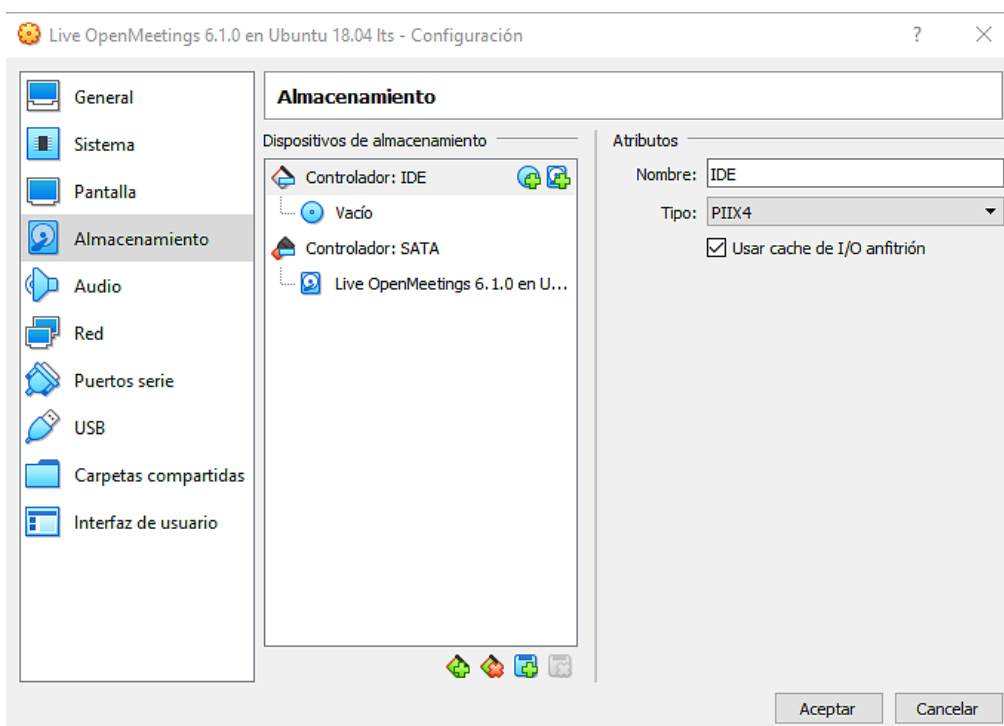 Live OpenMeetings 6.1.0 en Ubuntu 18.04 lts - Configuración
?
General
Sistema
Pantalla
Almacenamiento
Audio
Red
Puertos serie
USB
Carpetas compartidas
Interfaz de usuario
Almacenamiento
Dispositivos de almacenamiento
Controlador: IDE
Vacío
Controlador: SATA
Live OpenMeetings 6.1.0 en U...
Atributos
Nombre: IDE
Tipo: PIIX4
Usar cache de I/O anfitrión
Aceptar Cancelar